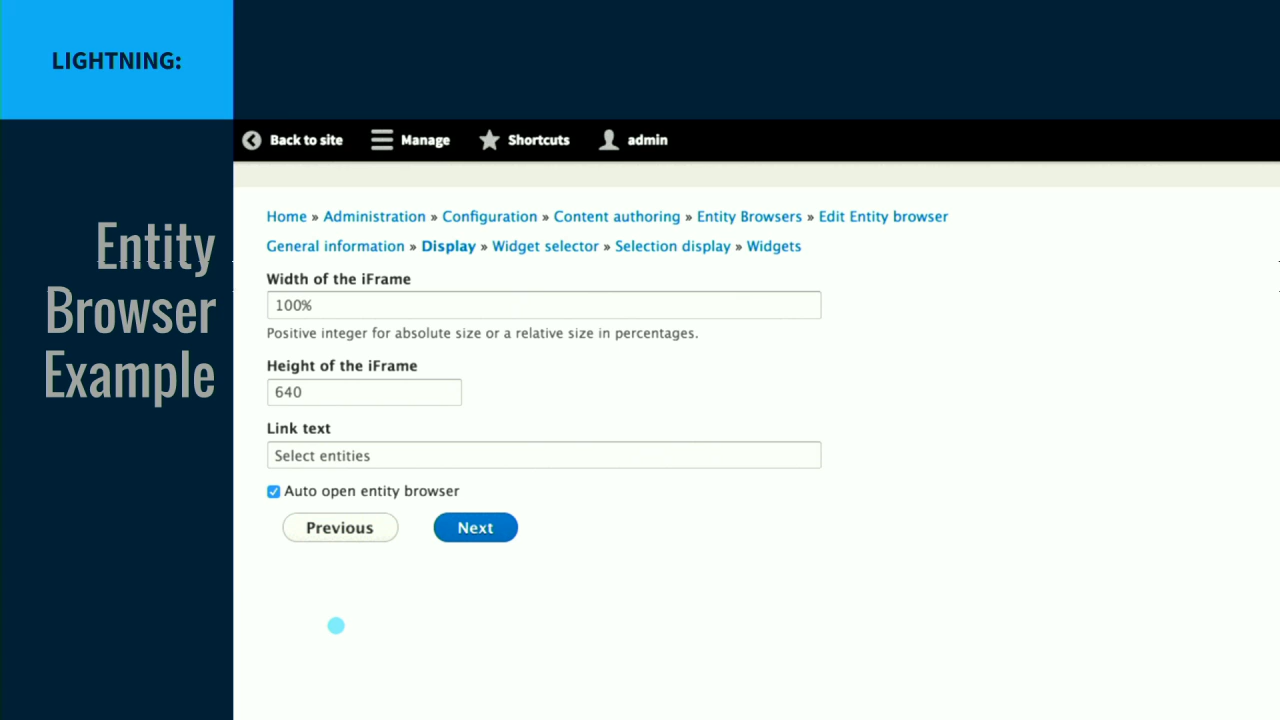 LIGHTNING:
Entity
Browser
Example
Back to site Manage Shortcuts admin
Home » Administration » Configuration » Content authoring » Entity Browsers » Edit Entity browser
General information » Display » Widget selector » Selection display » Widgets
Width of the iFrame
100%
Positive integer for absolute size or a relative size in percentages.
Height of the iFrame
640
Link text
Select entities
Auto open entity browser
Previous Next